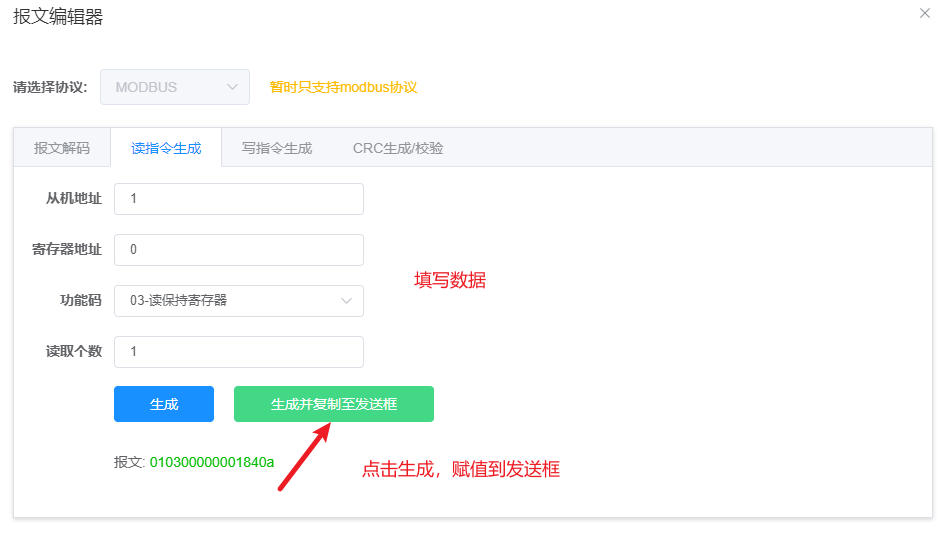 报文编辑器
请选择协议:
MODBUS
暂时只支持modbus协议
报文解码
读指令生成
写指令生成
CRC生成/校验
从机地址
1
寄存器地址
0
填写数据
功能码
03-读保持寄存器
读取个数
1
生成
生成并复制至发送框
报文: 010300000001840a
点击生成，赋值到发送框